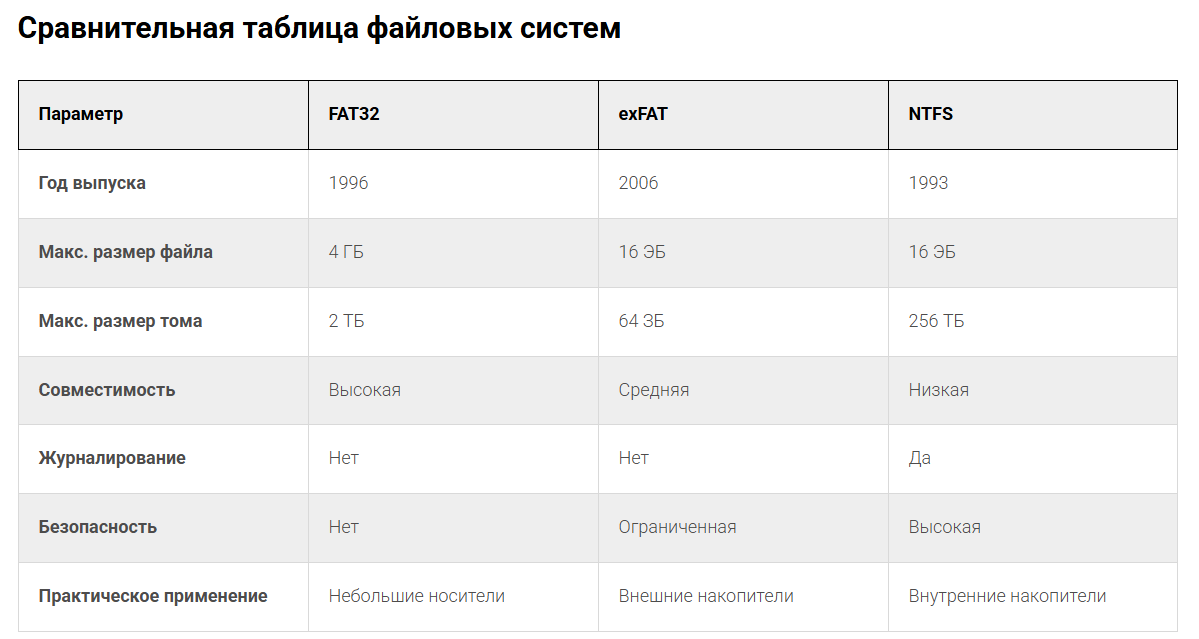 Сравнительная таблица файловых систем
Параметр FAT32 exFAT NTFS
Год выпуска 1996 2006 1993
Макс. размер файла 4 ГБ 16 ЭБ 16 ЭБ
Макс. размер тома 2 ТБ 64 ЗБ 256 ТБ
Совместимость Высокая Средняя Низкая
Журналирование Нет Нет Да
Безопасность Нет Ограниченная Высокая
Практическое применение Небольшие носители Внешние накопители Внутренние накопители